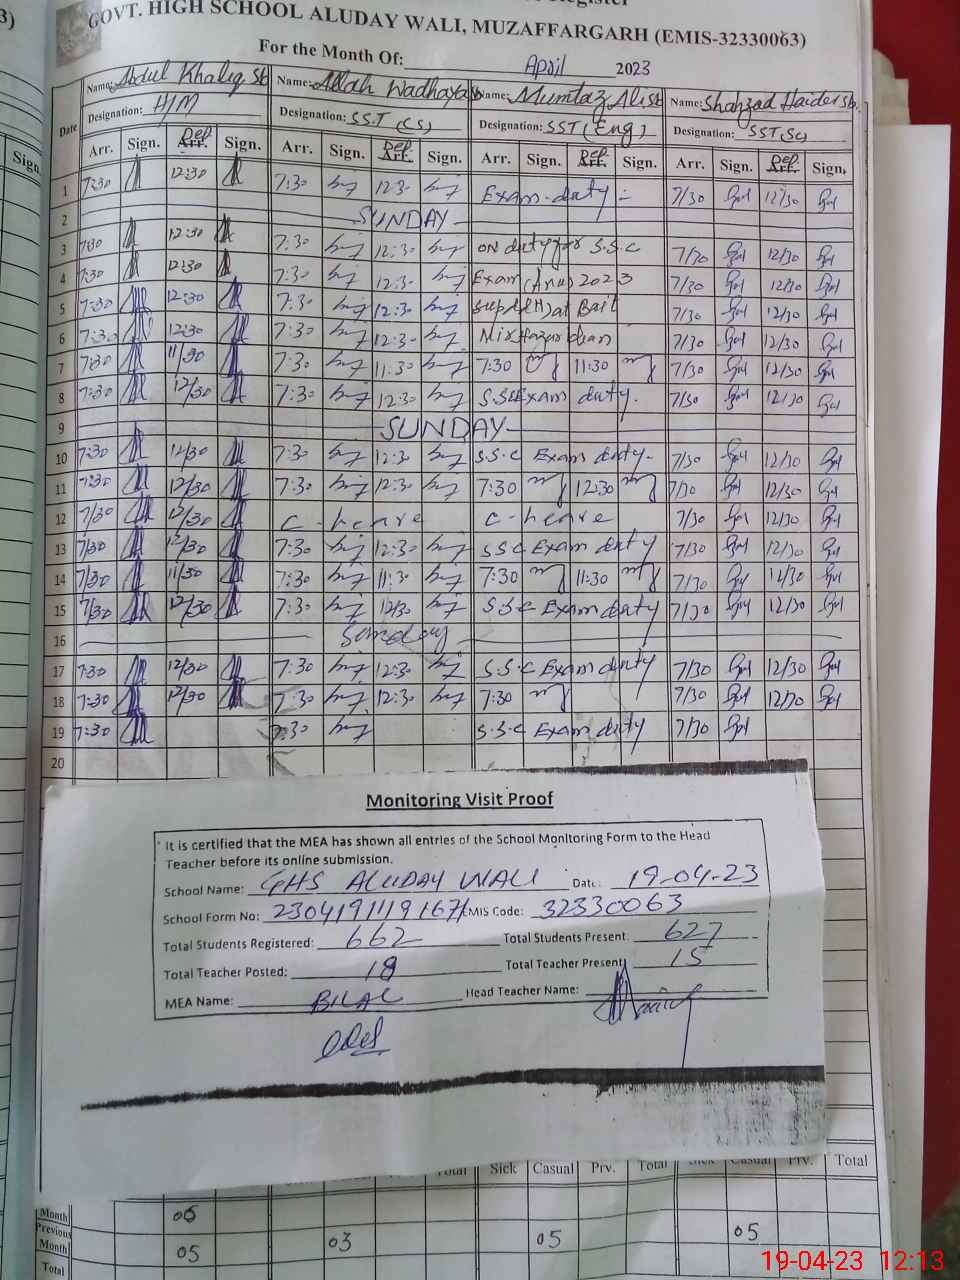 GOVT. HIGH SCHOOL ALUDAY WALI, MUZAFFARGARH (EMIS-32330063)
For the Month Of: April 2023
Name: Abdul Khaliq Sb Name: Allah Wadhaya Sb Name: Mumtaz Ali Sb Name: Shahzad Haider Sb.
Date Designation: H/M Designation: SST (CS) Designation: SST (Eng) Designation: SST (Sc)
Arr. Sign. Dep Arr. Sign. Arr. Sign. Dep Arr. Sign. Arr. Sign. Dep Arr. Sign. Arr. Sign. Dep Arr. Sign.
1 7:30 12:30 7:30 12:30 Exam duty 7/30 12/30
2 SUNDAY
3 7:30 12:30 7:30 12:30 ON duty for S.S.C 7/30 12/30
4 7:30 12:30 7:30 12:30 Exam (Anu) 2023 7/30 12/30
5 7:30 12:30 7:30 12:30 at 7/30 12/30
6 7:30 12:30 7:30 12:30 7/30 12/30
7 7:30 11/30 7:30 11:30 7:30 11:30 7/30 12/30
8 7:30 12/30 7:30 12:30 S.S.C Exam duty. 7/30 12/30
9 SUNDAY
10 7:30 12/30 7:30 12:30 S.S.C Exam duty. 7/30 12/30
11 7:30 12/30 7:30 12:30 7:30 12:30 7/30 12/30
12 7/30 12/30 C-leave C-leave 7/30 12/30
13 7/30 12/30 7:30 12:30 SSC Exam duty 7/30 12/30
14 7/30 11/30 7:30 11:30 7:30 11:30 7/30 12/30
15 7/30 12/30 7:30 12/30 S.S.C Exam duty 7/30 12/30
16 Sunday
17 7:30 12/30 7:30 12:30 S.S.C Exam duty 7/30 12/30
18 7:30 12/30 7:30 12:30 7:30 7/30 12/30
19 7:30 7:30 S.S.C Exam duty 7/30
20
Monitoring Visit Proof
It is certified that the MEA has shown all entries of the School Monitoring Form to the Head
Teacher before its online submission.
School Name: GHS ALUDAY WALI Date: 19-04-23
School Form No: EMIS Code: 32330063
Total Students Registered: 662 Total Students Present: 627
Total Teacher Posted: 18 Total Teacher Present: 15
MEA Name: BILAL Head Teacher Name:
Total Sick Casual Prv. Total Sick Casual Prv. Total
Month 05
Previous Month 05 03 05 05
Total
19-04-23 12:13